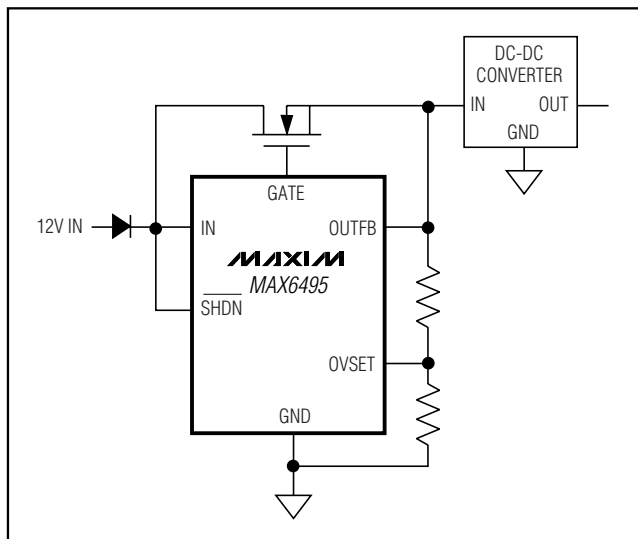 DC-DC
CONVERTER
IN
OUT
GND
GATE
12V IN
IN
OUTFB
MAXIM
MAX6495
SHDN
OVSET
GND